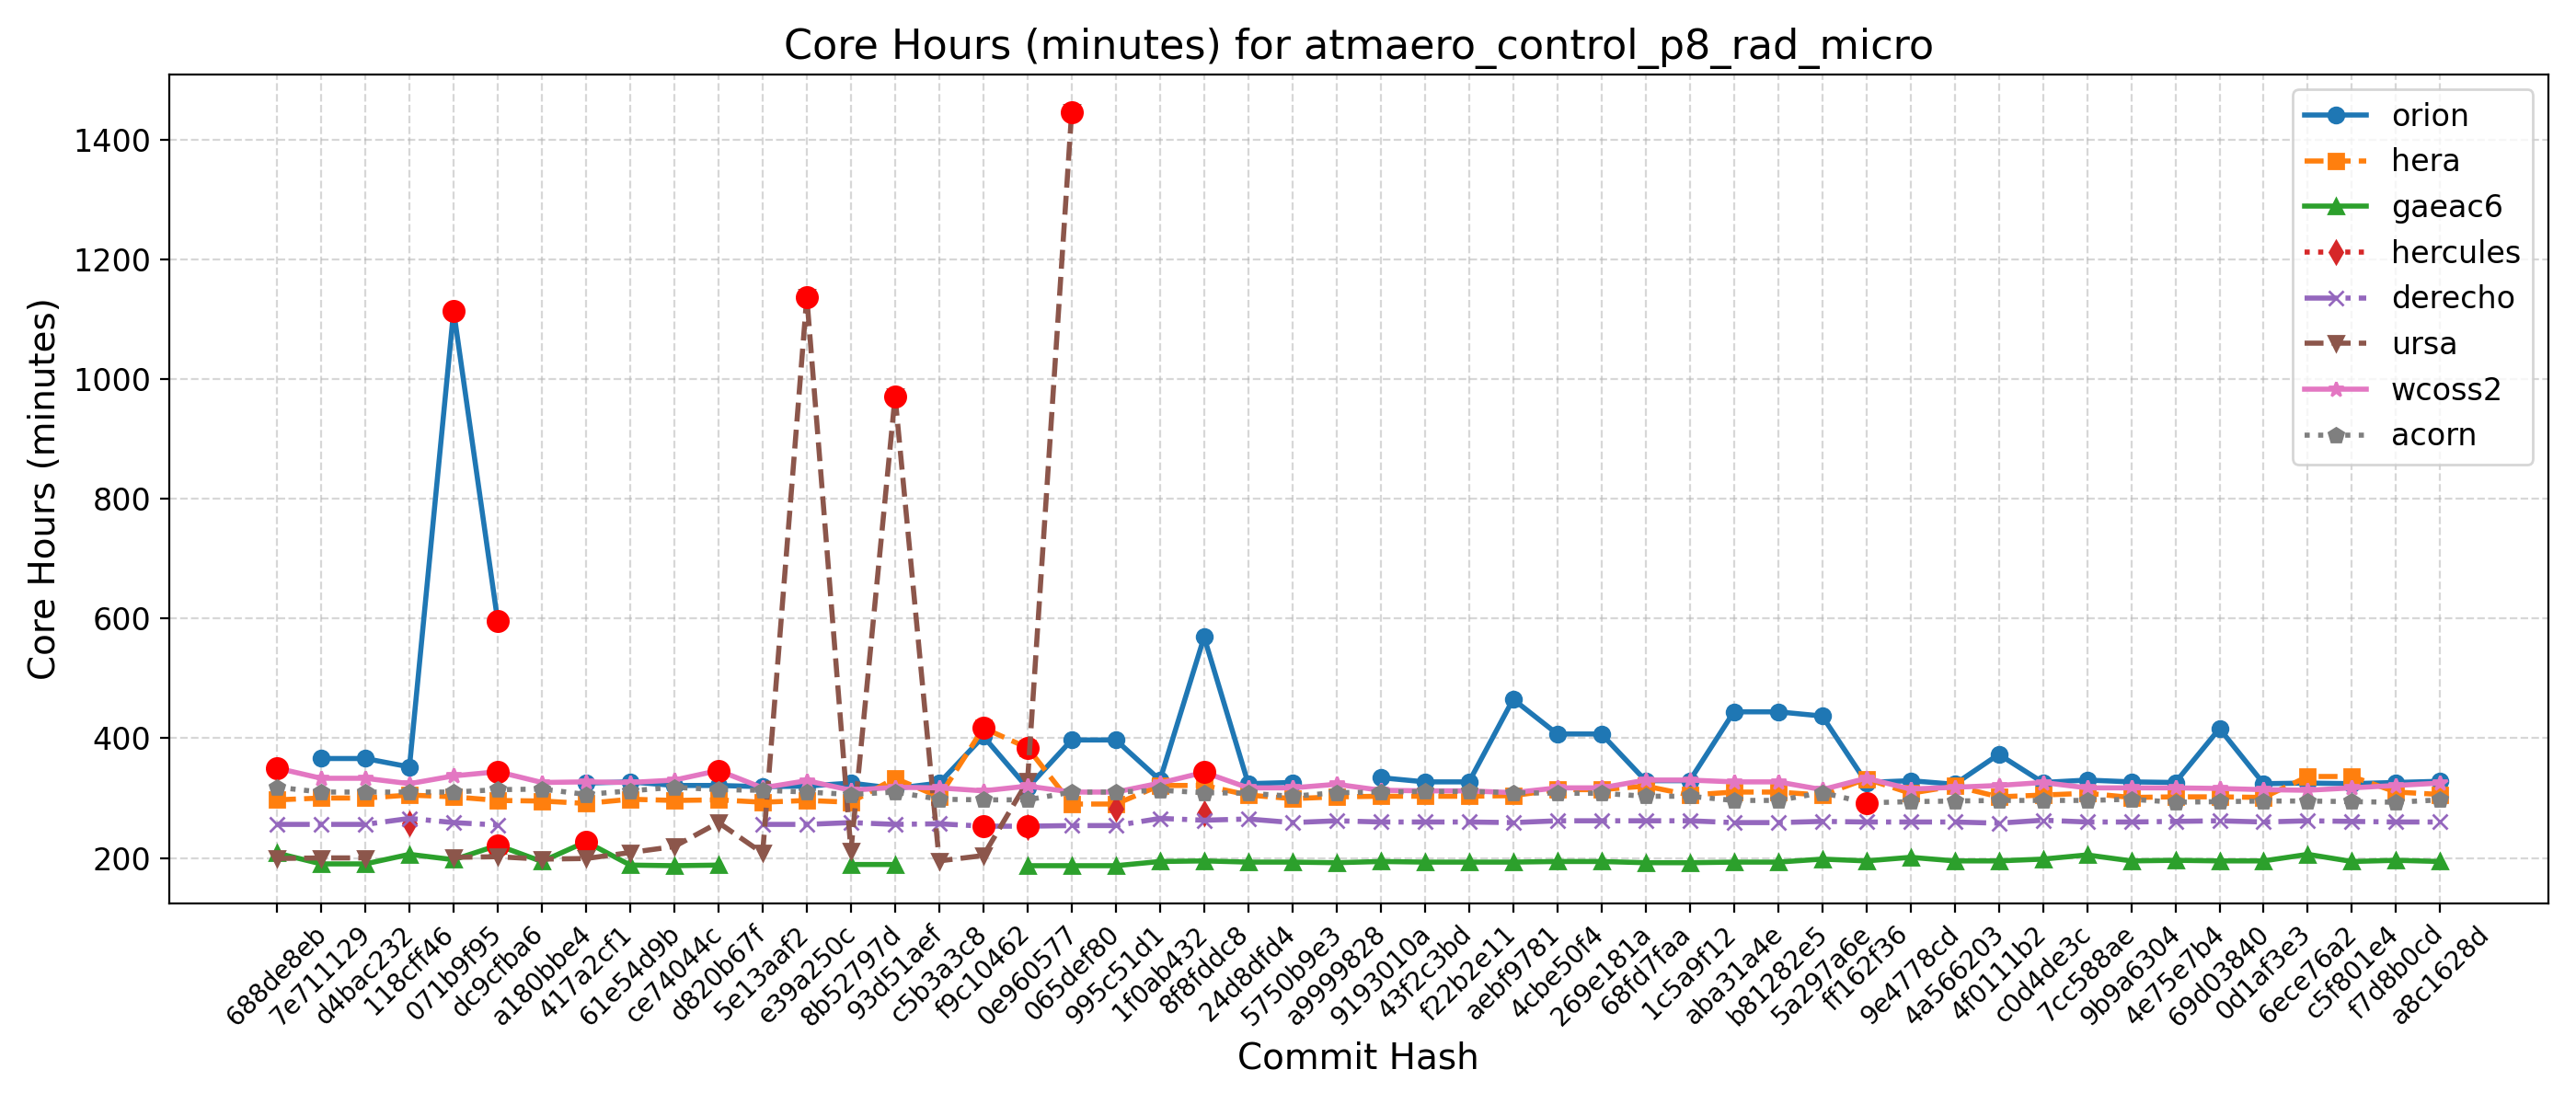 Core Hours (minutes) for atmaero_control_p8_rad_micro
Core Hours (minutes)
1400
1200
1000
800
600
400
200
orion
hera
gaeac6
hercules
derecho
ursa
wcoss2
acorn
688de8eb
7e711129
d4bac232
118cff46
071b9f95
dc9cfba6
a180bbe4
417a2cf1
61e54d9b
ce74044c
d820b67f
5e13aaf2
e39a250c
8b52797d
93d51aef
c5b3a3c8
f9c10462
0e960577
065def80
995c51d1
1f0ab432
8f8fddc8
24d8dfd4
5750b9e3
a9999828
9193010a
43f2c3bd
f22b2e11
aebf9781
4cbe50f4
269e181a
68fd7faa
1c5a9f12
aba31a4e
b81282e5
5a297a6e
ff162f36
9e4778cd
4a566203
4f0111b2
c0d4de3c
7cc588ae
9b9a6304
4e75e7b4
69d03840
0d1af3e3
6ece76a2
c5f801e4
f7d8b0cd
a8c1628d
Commit Hash